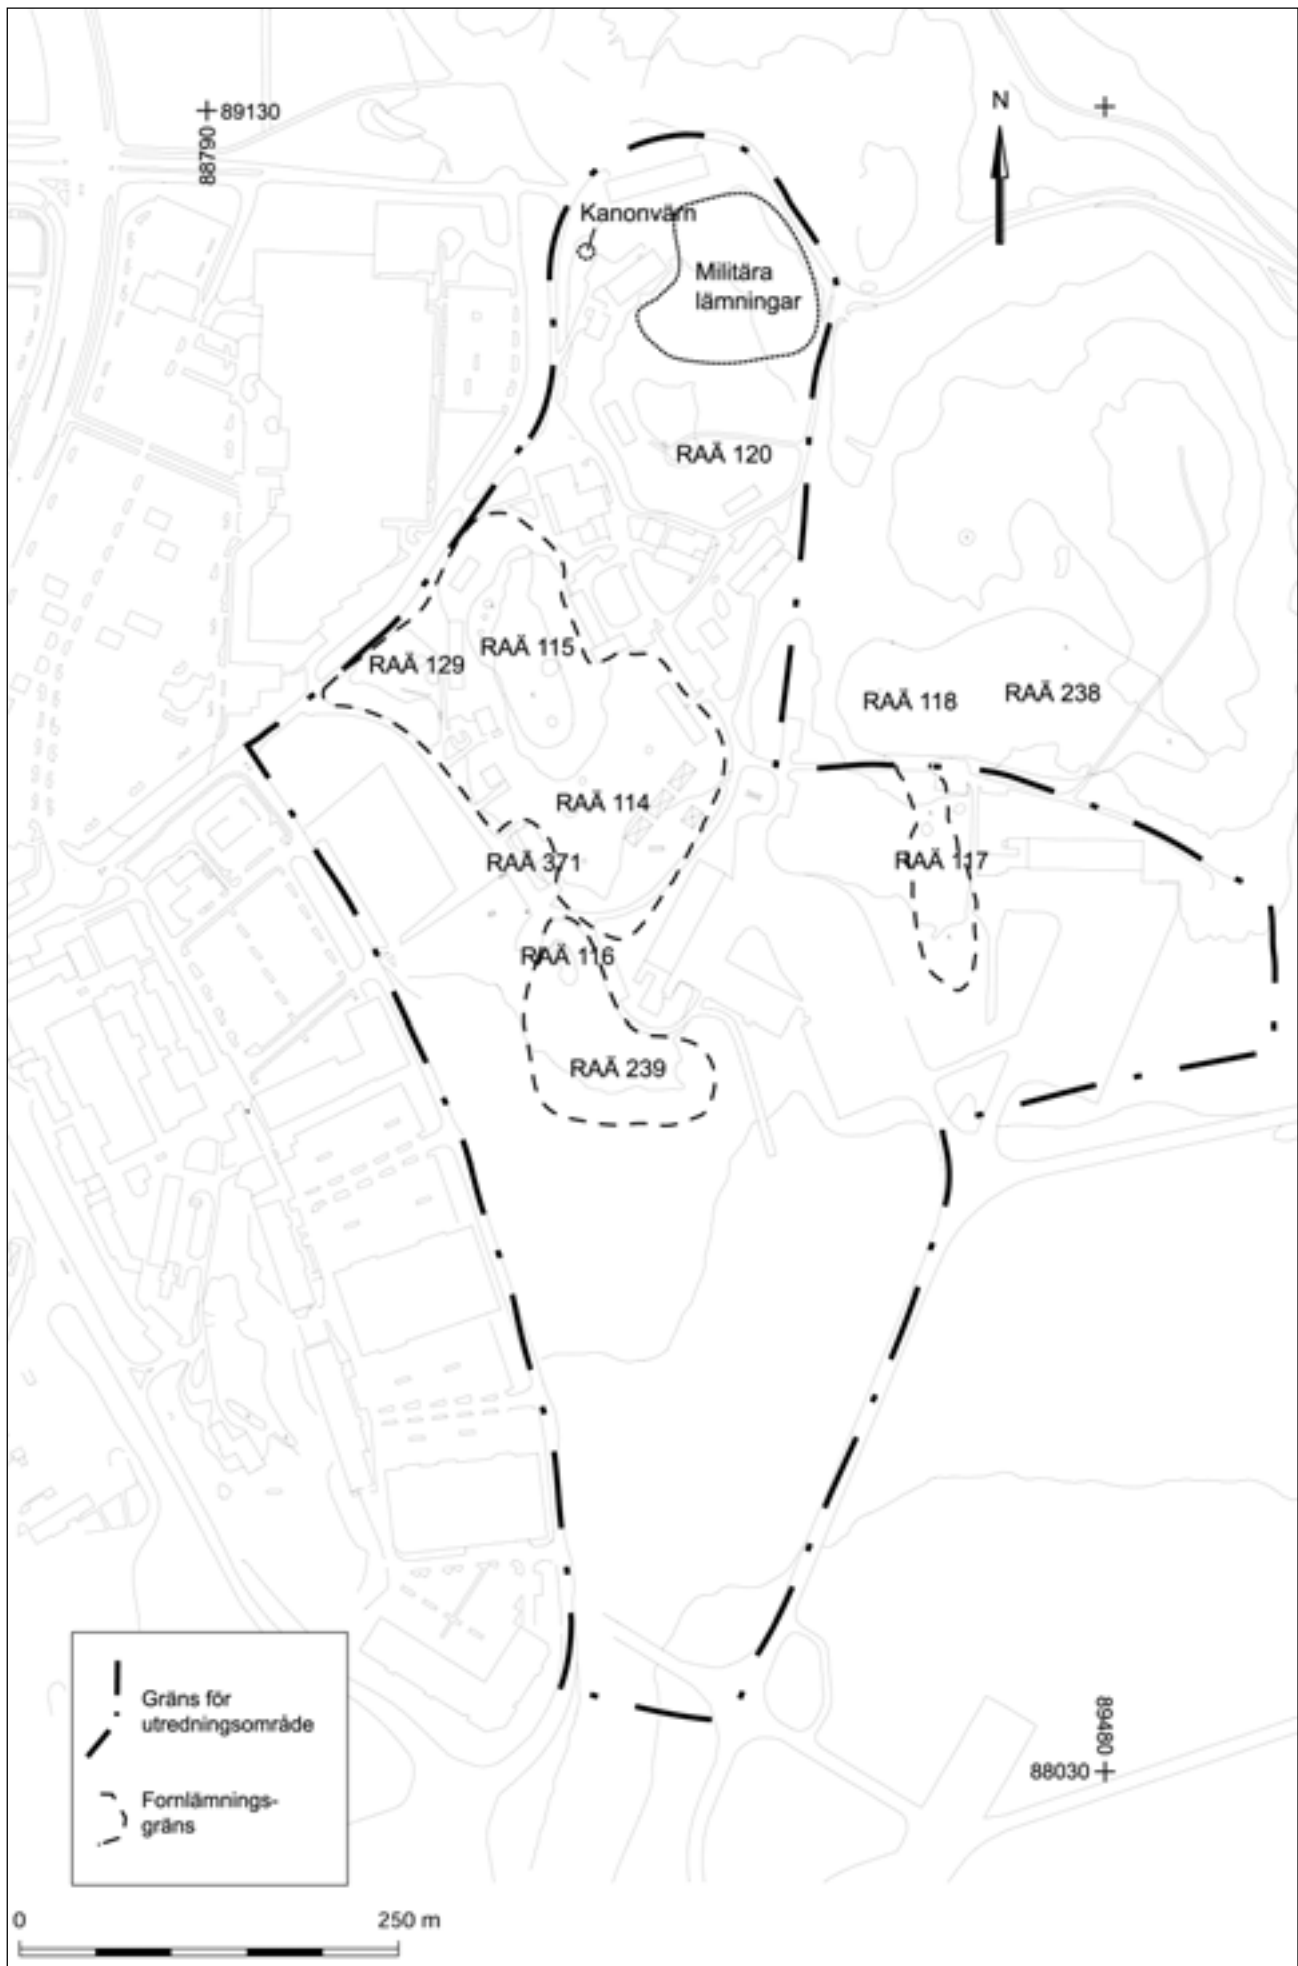 89130
88790
N
Kanonvärn
Militära
lämningar
RAÄ 120
RAÄ 115
RAÄ 129
RAÄ 118
RAÄ 238
RAÄ 114
RAÄ 371
RAÄ 117
RAÄ 116
RAÄ 239
Gräns för
utredningsområde
Fornlämnings-
gräns
89480
88030
0
250 m